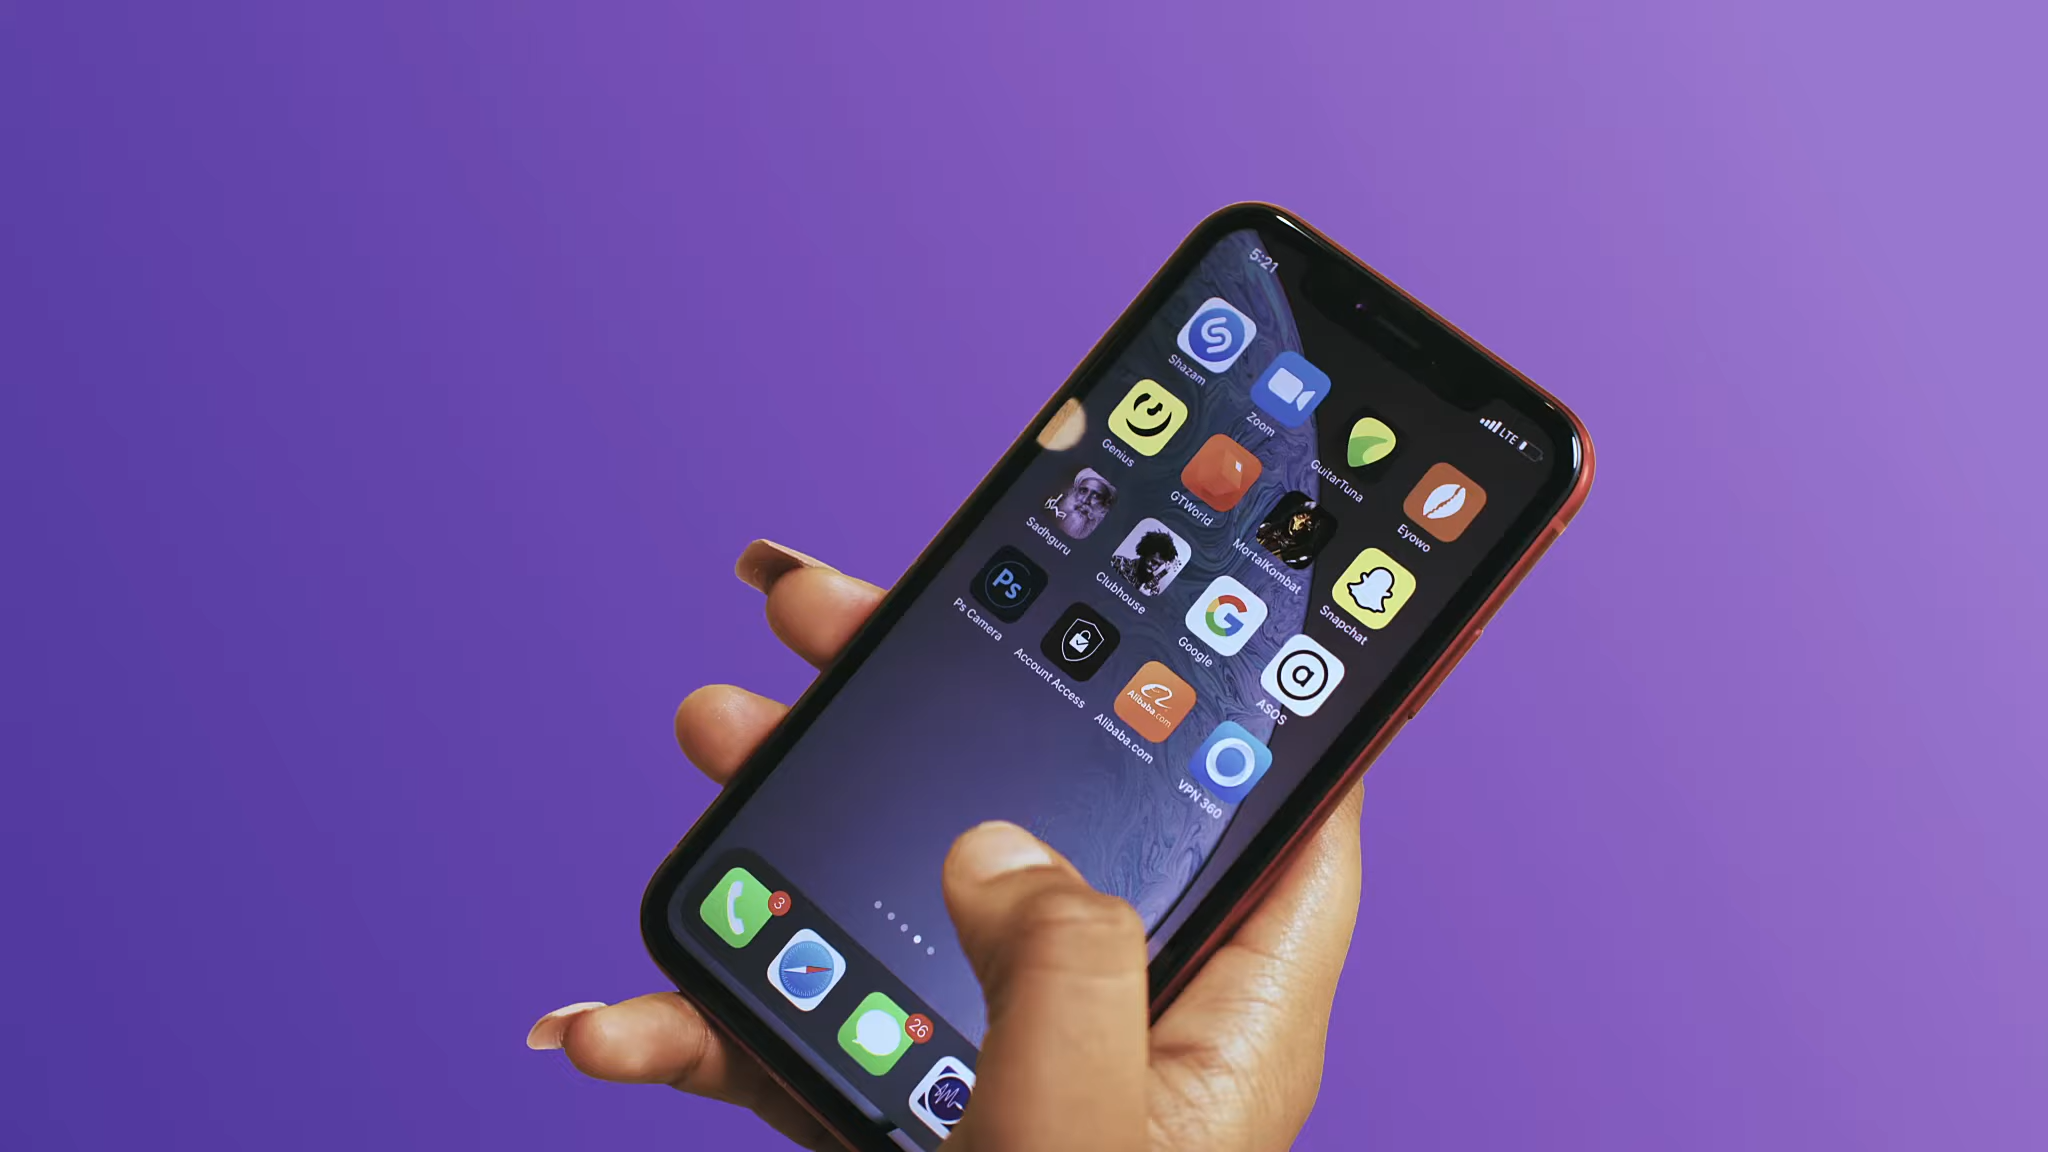 5:21
LTE
Shazam
Zoom
GuitarTuna
Eyowo
Genius
GTWorld
MortalKombat
Snapchat
Isha
Sadhguru
Clubhouse
Google
ASOS
Ps
Ps Camera
Account Access
Alibaba.com
Alibaba.com
VPN 360
3
26